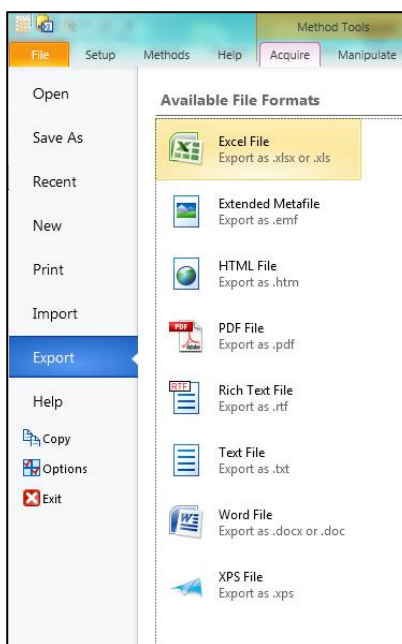 Method Tools
File Setup Methods Help Acquire Manipulate
Open
Save As
Recent
New
Print
Import
Export
Help
Copy
Options
Exit
Available File Formats
Excel File
Export as .xlsx or .xls
Extended Metafile
Export as .emf
HTML File
Export as .htm
PDF File
Export as .pdf
Rich Text File
Export as .rtf
Text File
Export as .txt
Word File
Export as .docx or .doc
XPS File
Export as .xps
PDF
Adobe
RTF